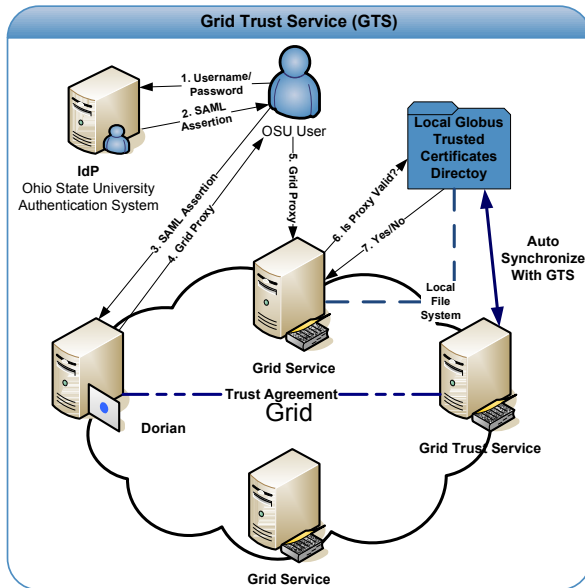 Grid Trust Service (GTS)
1. Username/
Password
2. SAML
Assertion
OSU User
IdP
Ohio State University
Authentication System
Local Globus
Trusted
Certificates
Directoy
3. SAML Assertion
4. Grid Proxy
5. Grid Proxy
6. Is Proxy Valid?
7. Yes/No
Auto
Synchronize
With GTS
Local
File
System
Grid Service
Trust Agreement
Grid
Dorian
Grid Trust Service
Grid Service